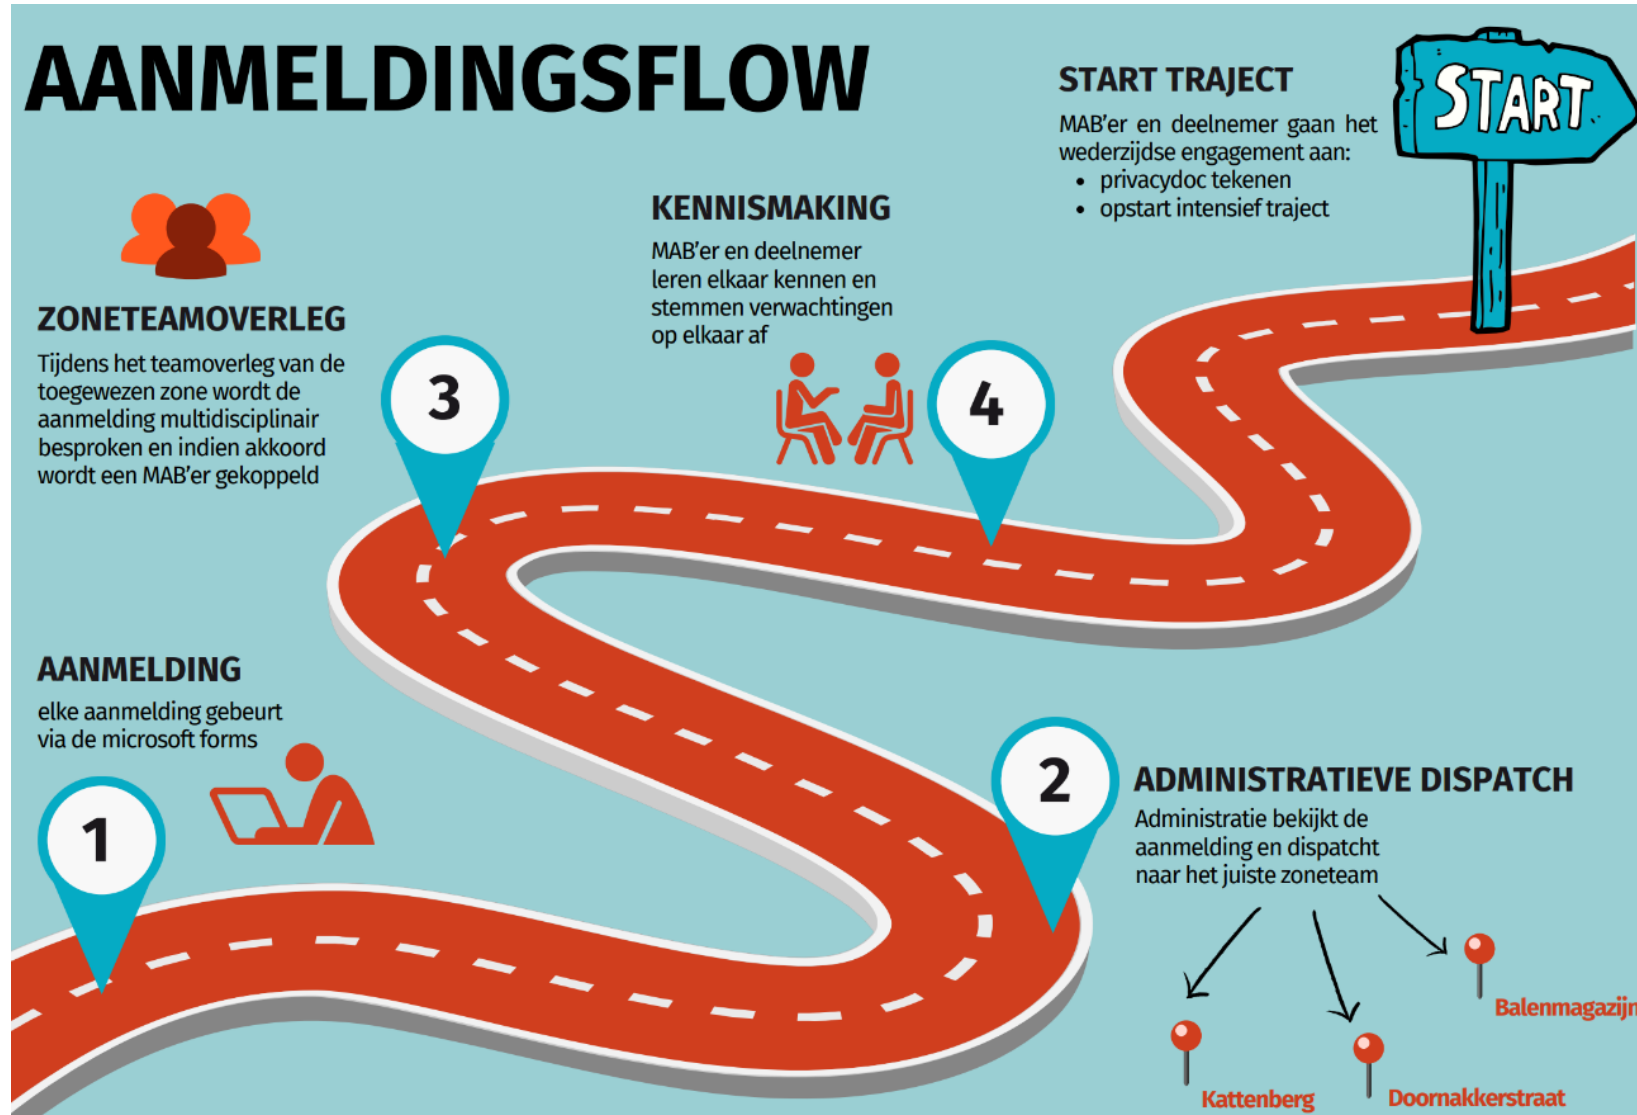 AANMELDINGSFLOW
START TRAJECT
MAB'er en deelnemer gaan het
wederzijdse engagement aan:
• privacydoc tekenen
• opstart intensief traject
START
KENNISMAKING
MAB'er en deelnemer
leren elkaar kennen en
stemmen verwachtingen
op elkaar af
ZONETEAMOVERLEG
Tijdens het teamoverleg van de
toegewezen zone wordt de
aanmelding multidisciplinair
besproken en indien akkoord
wordt een MAB'er gekoppeld
3
4
AANMELDING
elke aanmelding gebeurt
via de microsoft forms
1
2
ADMINISTRATIEVE DISPATCH
Administratie bekijkt de
aanmelding en dispatcht
naar het juiste zoneteam
Balenmagazijn
Kattenberg
Doornakkerstraat